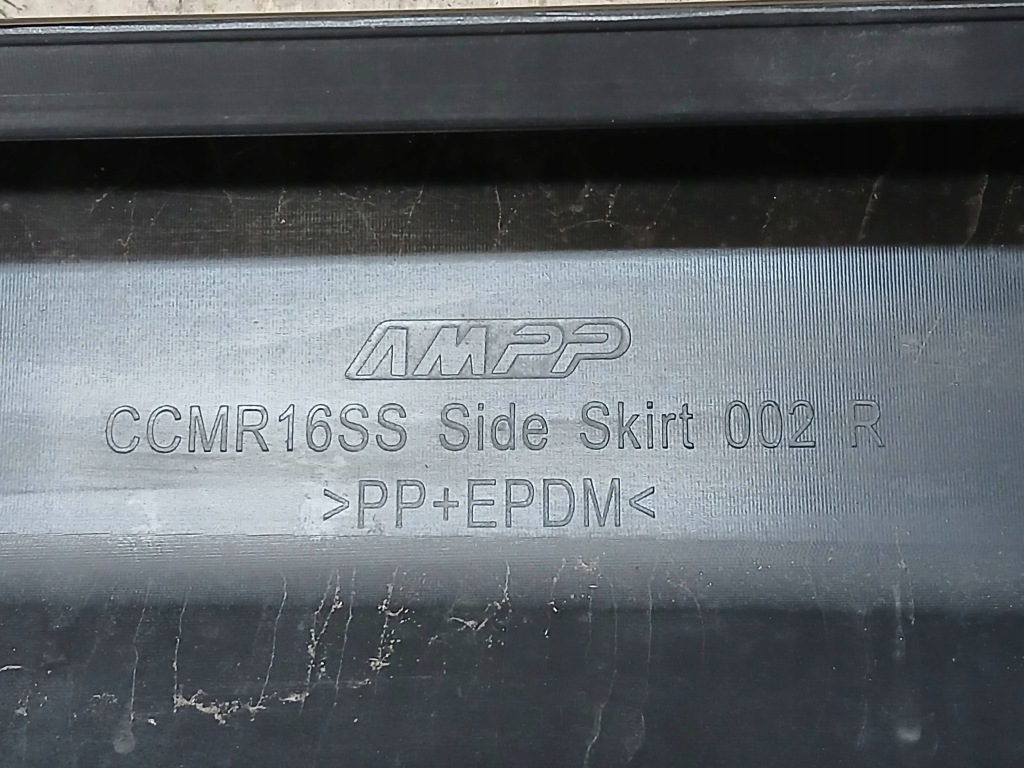 AMPP
CCMR16SS Side Skirt 002 R
>PP+EPDM<